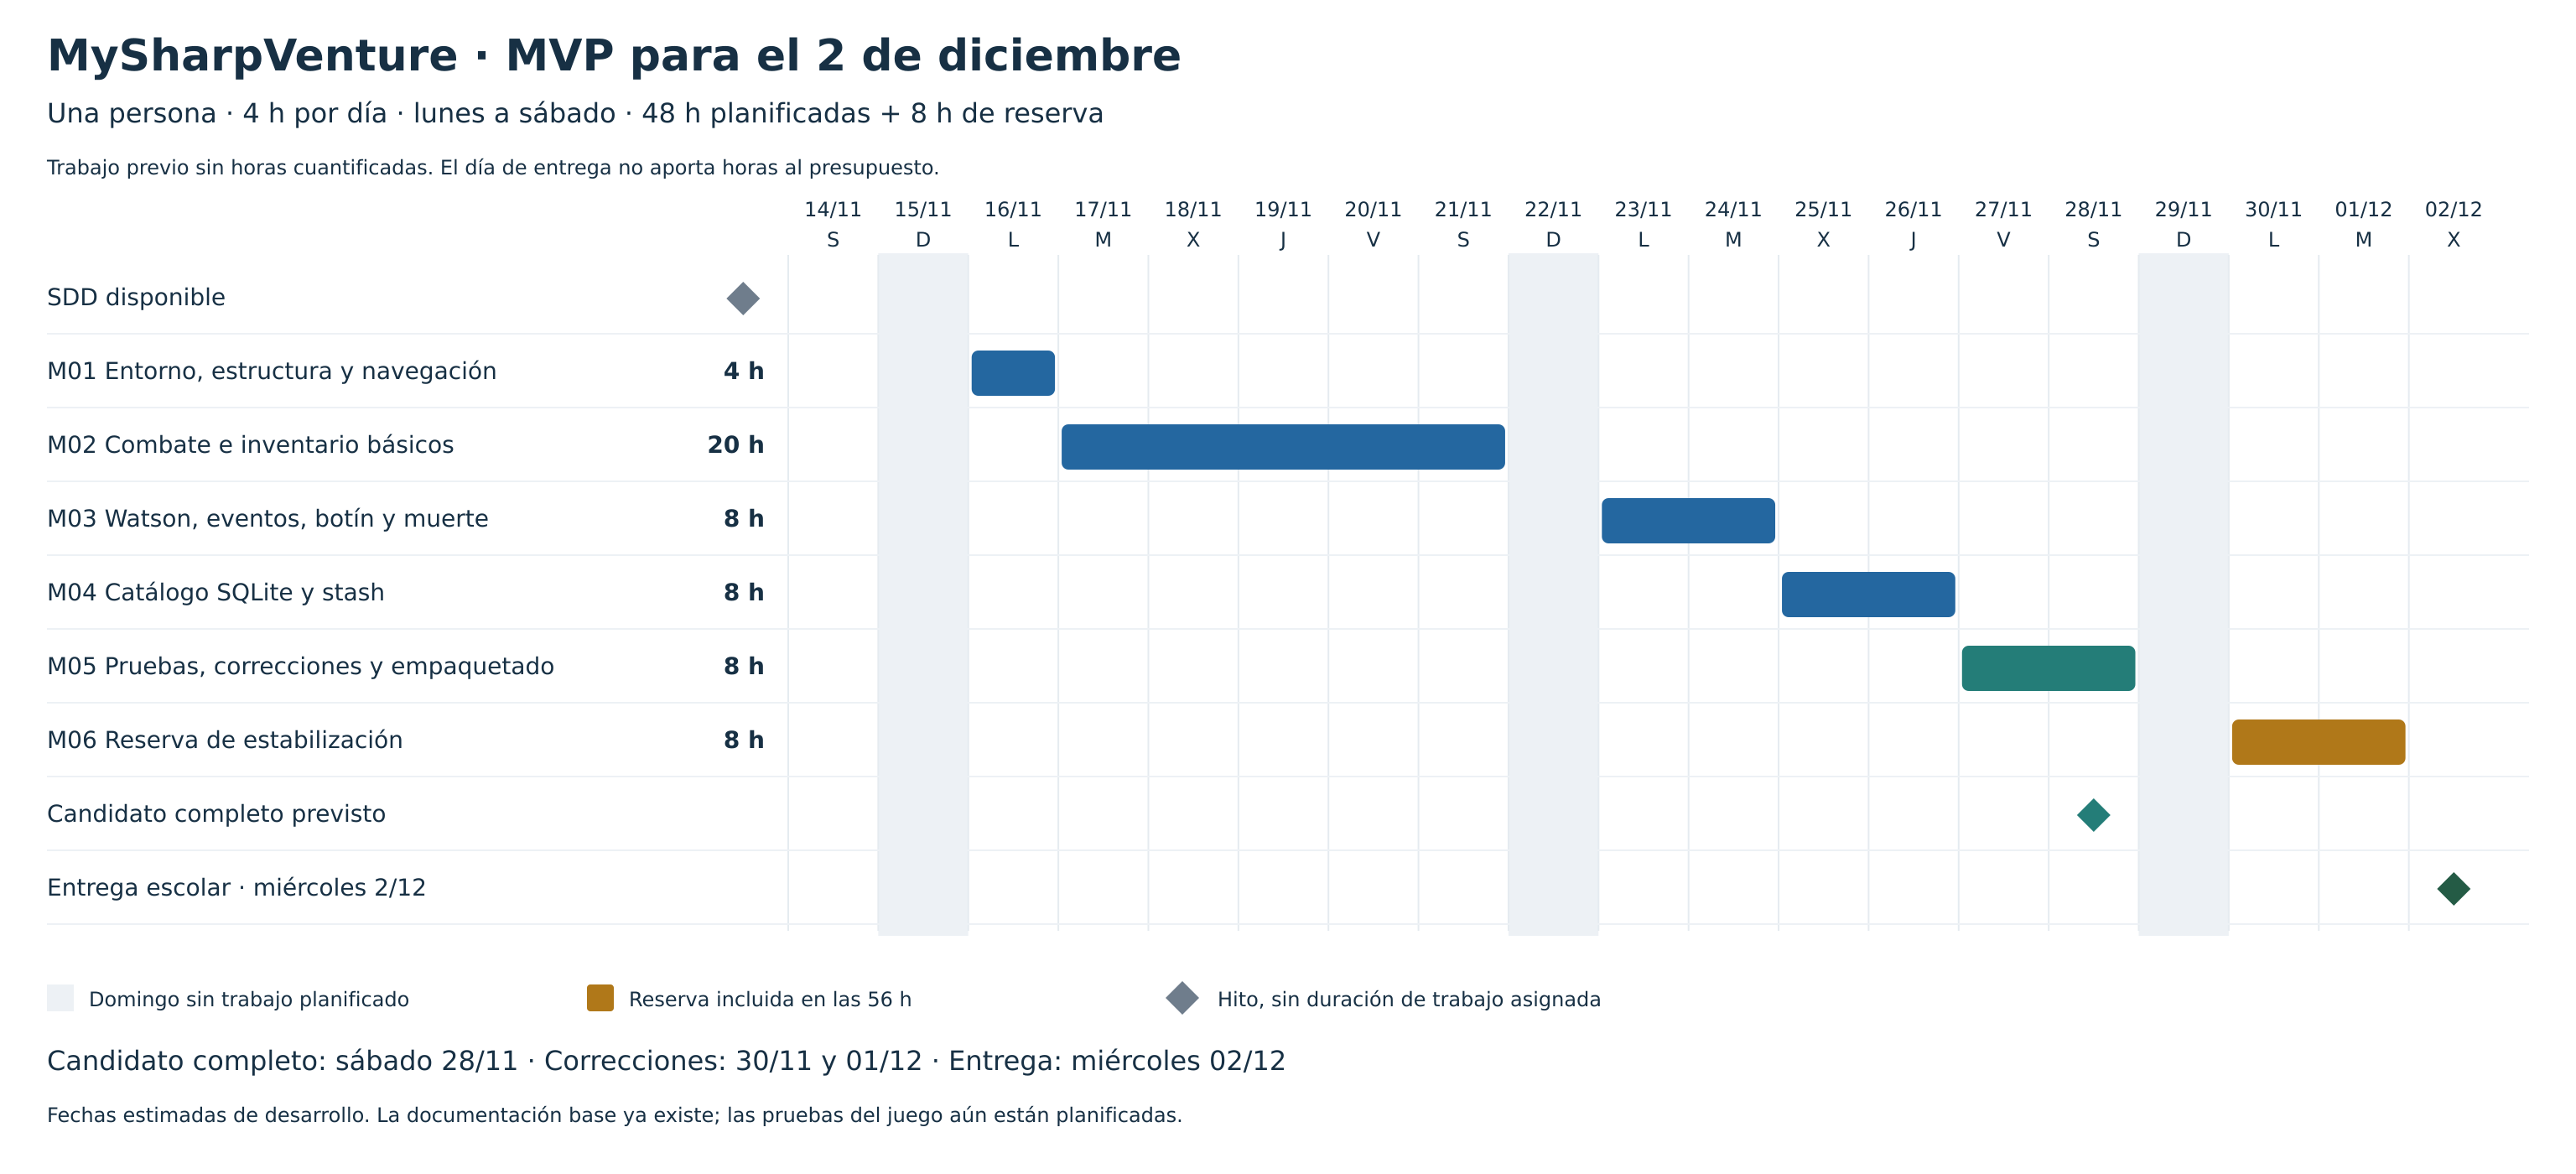 MySharpVenture · MVP para el 2 de diciembre
Una persona · 4 h por día · lunes a sábado · 48 h planificadas + 8 h de reserva
Trabajo previo sin horas cuantificadas. El día de entrega no aporta horas al presupuesto.
14/11 15/11 16/11 17/11 18/11 19/11 20/11 21/11 22/11 23/11 24/11 25/11 26/11 27/11 28/11 29/11 30/11 01/12 02/12
S D L M X J V S D L M X J V S D L M X
SDD disponible
M01 Entorno, estructura y navegación 4 h
M02 Combate e inventario básicos 20 h
M03 Watson, eventos, botín y muerte 8 h
M04 Catálogo SQLite y stash 8 h
M05 Pruebas, correcciones y empaquetado 8 h
M06 Reserva de estabilización 8 h
Candidato completo previsto
Entrega escolar · miércoles 2/12
Domingo sin trabajo planificado Reserva incluida en las 56 h Hito, sin duración de trabajo asignada
Candidato completo: sábado 28/11 · Correcciones: 30/11 y 01/12 · Entrega: miércoles 02/12
Fechas estimadas de desarrollo. La documentación base ya existe; las pruebas del juego aún están planificadas.